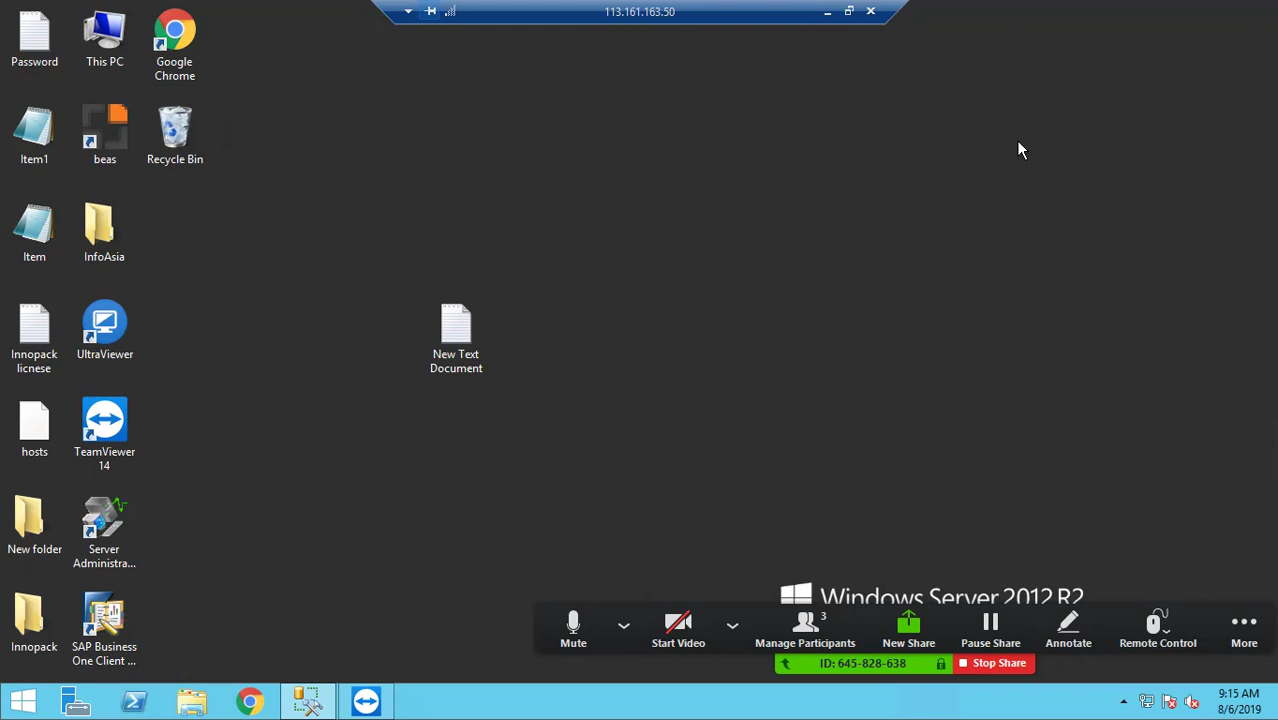 113.161.163.50
Password
This PC
Google
Chrome
Item1
beas
Recycle Bin
Item
InfoAsia
Innopack
licnese
UltraViewer
New Text
Document
hosts
TeamViewer
14
New folder
Server
Administra...
Innopack
SAP Business
One Client ...
Windows Server 2012 R2
Mute
Start Video
3
Manage Participants
New Share
Pause Share
Annotate
Remote Control
More
ID: 645-828-638
Stop Share
9:15 AM
8/6/2019